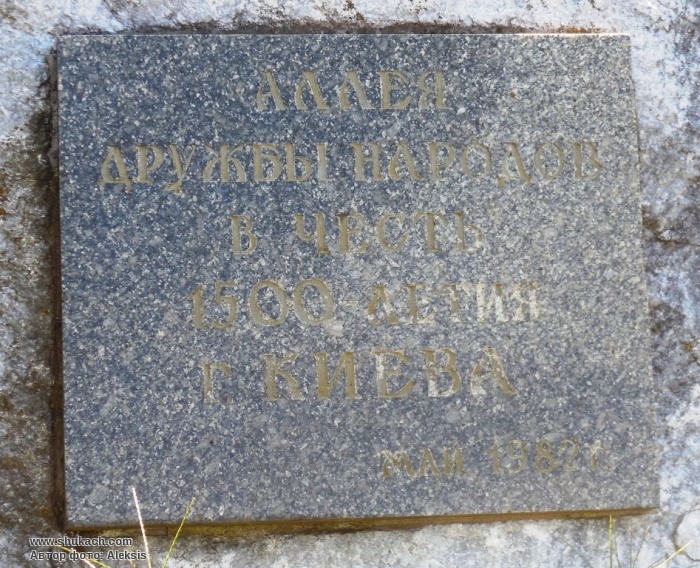 АЛЛЕЯ
ДРУЖБЫ НАРОДОВ
В ЧЕСТЬ
1500-ЛЕТИЯ
г. КИЕВА
МАЙ 1982 г.
www.shukach.com
Автор фото: Aleksis